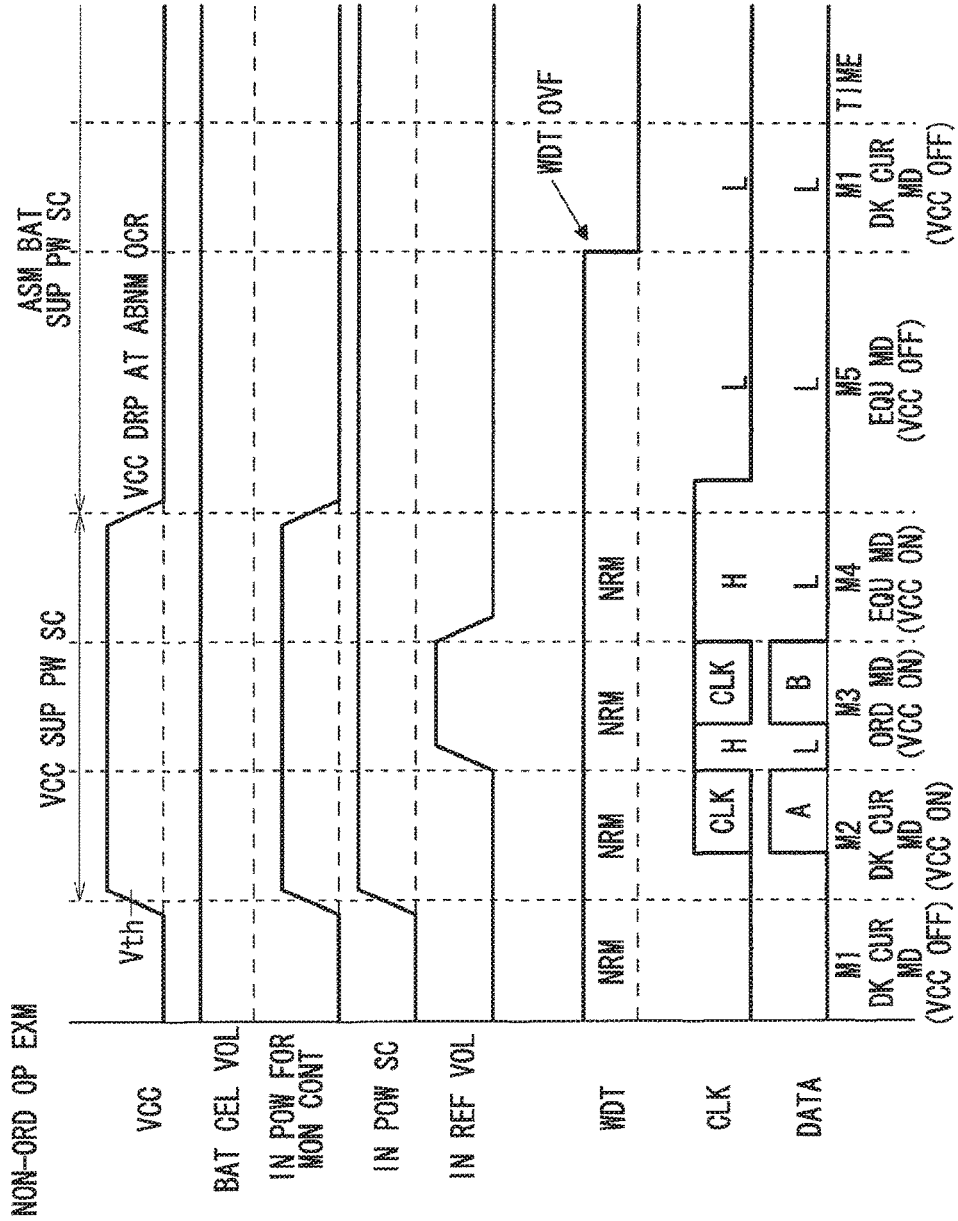 NON-ORD OP EXM
VCC SUP PW SC
ASM BAT
SUP PW SC
VCC
Vth
VCC DRP AT ABNM OCR
BAT CEL VOL
IN POW FOR
MON CONT
IN POW SC
IN REF VOL
WDT OVF
WDT
NRM
NRM
NRM
NRM
CLK
CLK
H
CLK
H
L
L
DATA
A
L
B
L
L
L
M1
DK CUR
MD
(VCC OFF)
M2
DK CUR
MD
(VCC ON)
M3
ORD MD
(VCC ON)
M4
EQU MD
(VCC ON)
M5
EQU MD
(VCC OFF)
M1
DK CUR
MD
(VCC OFF)
TIME